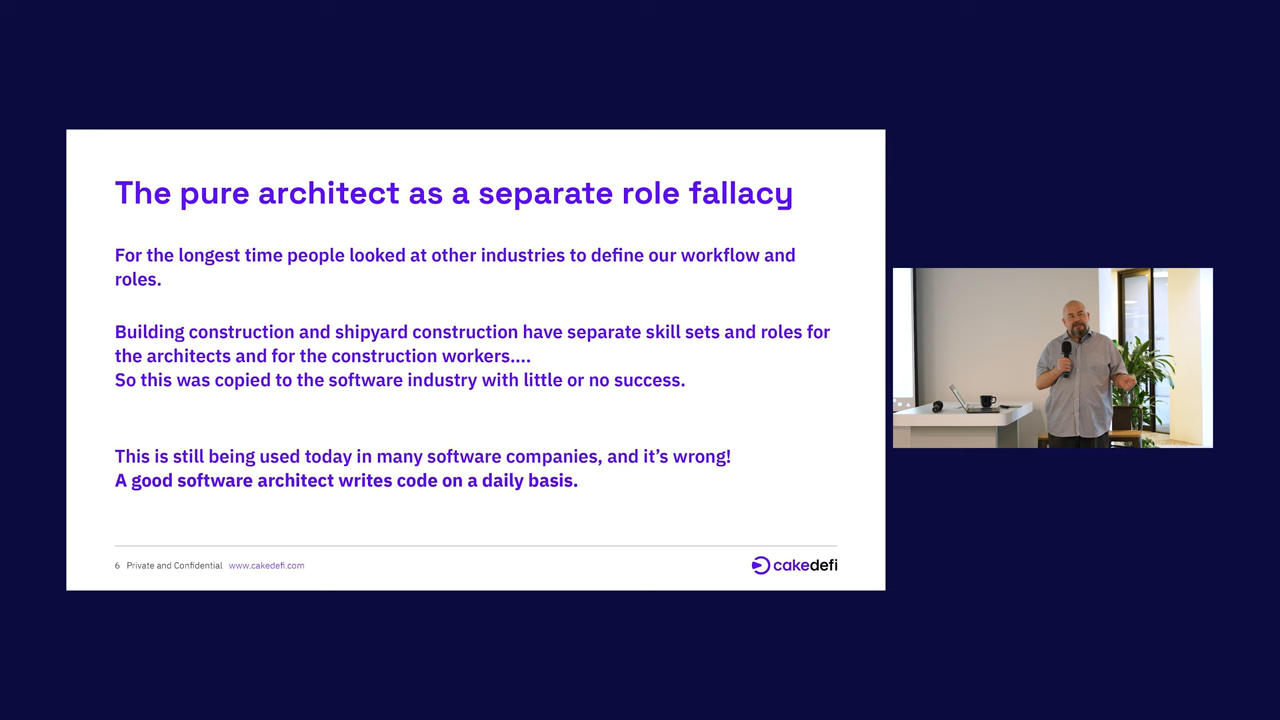 The pure architect as a separate role fallacy
For the longest time people looked at other industries to define our workflow and
roles.
Building construction and shipyard construction have separate skill sets and roles for
the architects and for the construction workers....
So this was copied to the software industry with little or no success.
This is still being used today in many software companies, and it's wrong!
A good software architect writes code on a daily basis.
6 Private and Confidential www.cakedefi.com
cakedefi